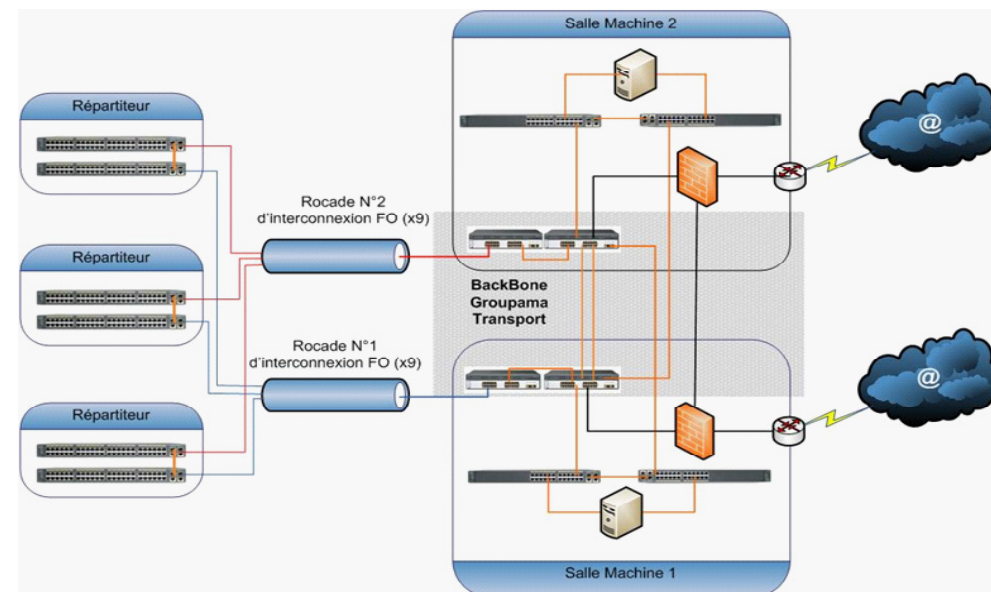 Salle Machine 2
Répartiteur
@
Rocade N°2
d'interconnexion FO (x9)
Répartiteur
BackBone
Groupama
Transport
Rocade N°1
d'interconnexion FO (x9)
@
Répartiteur
Salle Machine 1